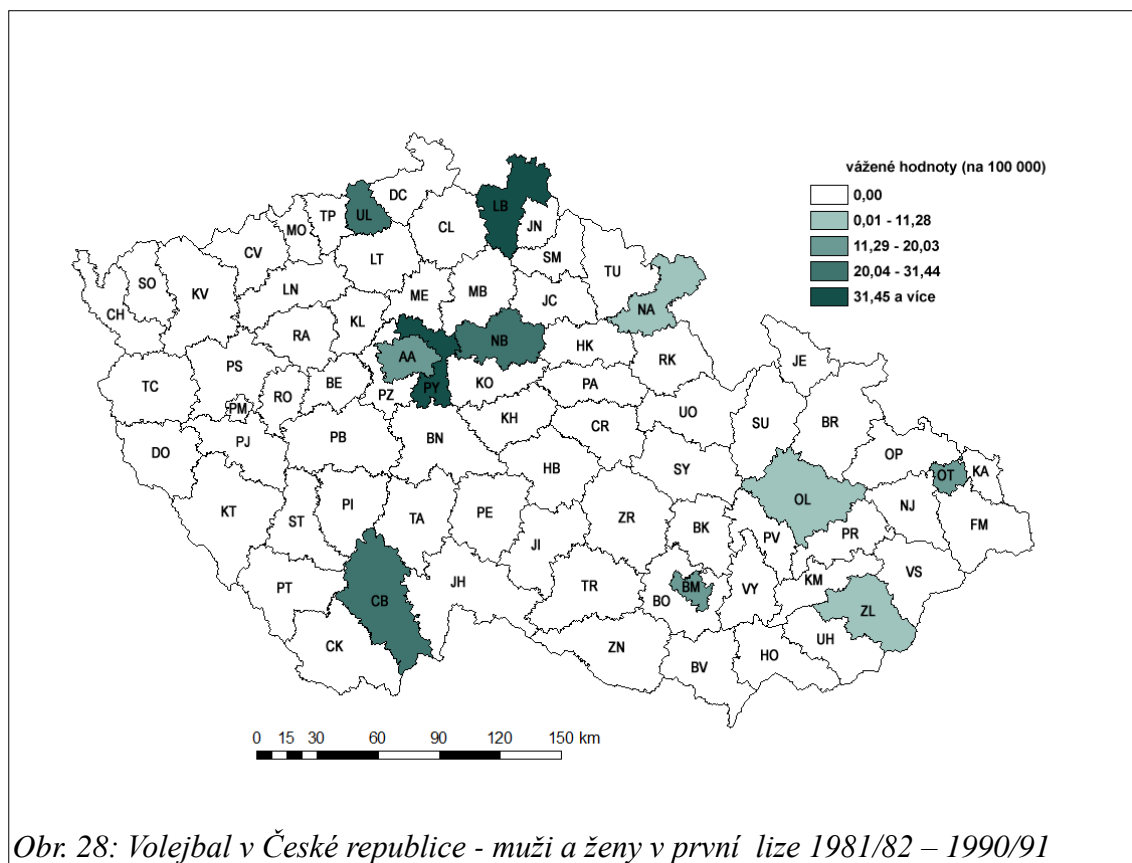 vážené hodnoty (na 100 000)
0,00
0,01 - 11,28
11,29 - 20,03
20,04 - 31,44
31,45 a více
DC
UL
LB
TP
MO
CL
JN
CV
SM
TU
SO
LT
KV
LN
ME
MB
JC
CH
NA
KL
RA
NB
HK
AA
RK
JE
PS
BE
KO
TC
RO
PZ
PY
PA
PM
UO
SU
BR
KH
CR
PJ
PB
BN
DO
OP
SY
HB
OT
KA
OL
KT
ST
PI
TA
PE
ZR
BK
NJ
FM
PV
PR
JI
VS
KM
PT
CB
JH
TR
BO
BM
VY
ZL
CK
ZN
UH
HO
BV
0 15 30 60 90 120 150 km
Obr. 28: Volejbal v České republice - muži a ženy v první lize 1981/82 – 1990/91